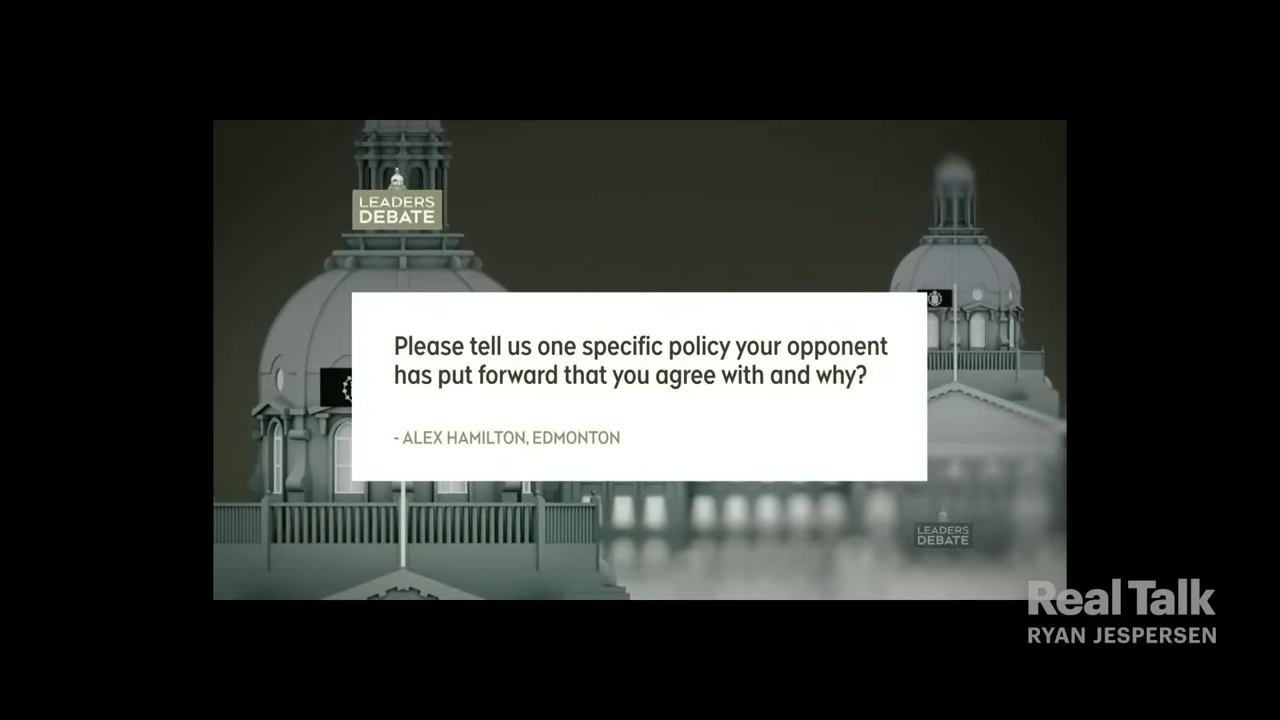 LEADERS
DEBATE
Please tell us one specific policy your opponent
has put forward that you agree with and why?
- ALEX HAMILTON, EDMONTON
LEADERS
DEBATE
Real Talk
RYAN JESPERSEN